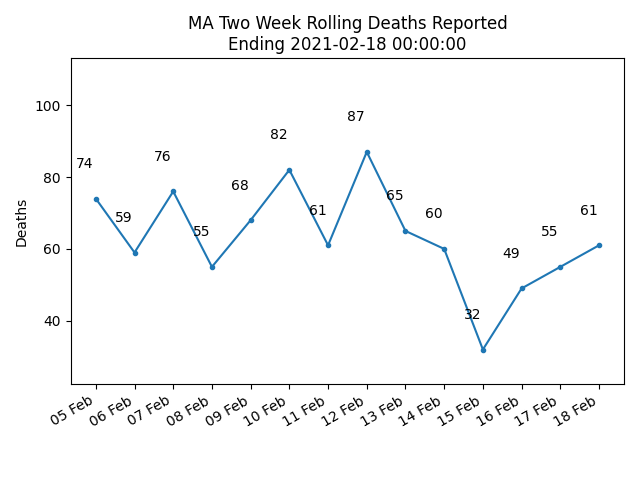 MA Two Week Rolling Deaths Reported
Ending 2021-02-18 00:00:00
Deaths
100
80
60
40
74
59
76
55
68
82
61
87
65
60
32
49
55
61
05 Feb
06 Feb
07 Feb
08 Feb
09 Feb
10 Feb
11 Feb
12 Feb
13 Feb
14 Feb
15 Feb
16 Feb
17 Feb
18 Feb